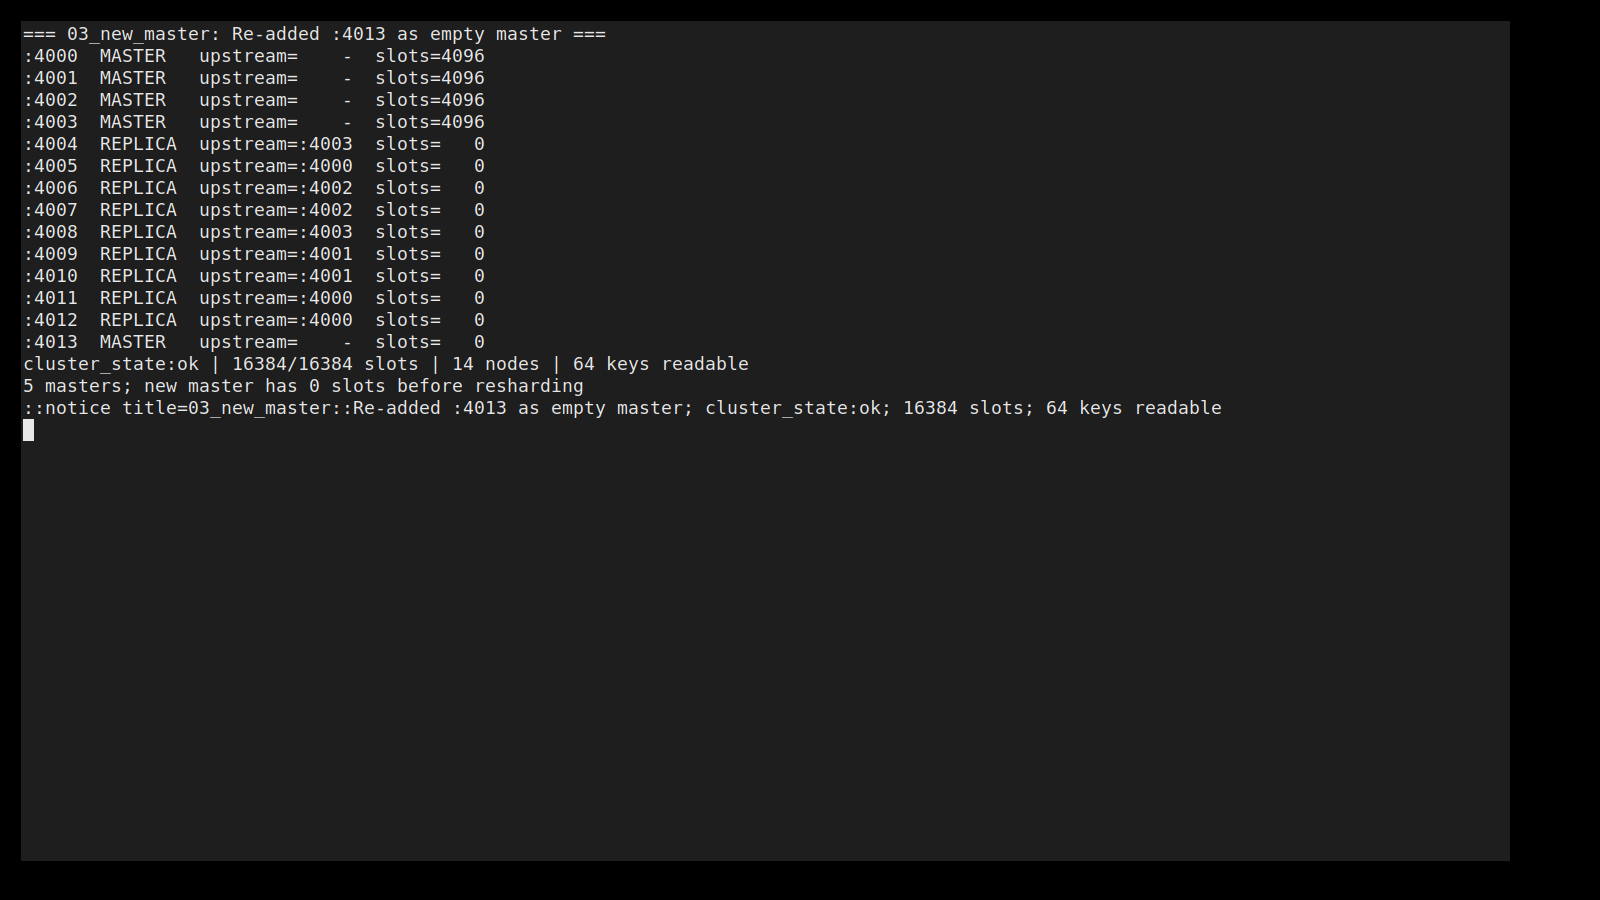 === 03_new_master: Re-added :4013 as empty master ===
:4000  MASTER   upstream=    -  slots=4096
:4001  MASTER   upstream=    -  slots=4096
:4002  MASTER   upstream=    -  slots=4096
:4003  MASTER   upstream=    -  slots=4096
:4004  REPLICA  upstream=:4003  slots=   0
:4005  REPLICA  upstream=:4000  slots=   0
:4006  REPLICA  upstream=:4002  slots=   0
:4007  REPLICA  upstream=:4002  slots=   0
:4008  REPLICA  upstream=:4003  slots=   0
:4009  REPLICA  upstream=:4001  slots=   0
:4010  REPLICA  upstream=:4001  slots=   0
:4011  REPLICA  upstream=:4000  slots=   0
:4012  REPLICA  upstream=:4000  slots=   0
:4013  MASTER   upstream=    -  slots=   0
cluster_state:ok | 16384/16384 slots | 14 nodes | 64 keys readable
5 masters; new master has 0 slots before resharding
::notice title=03_new_master::Re-added :4013 as empty master; cluster_state:ok; 16384 slots; 64 keys readable